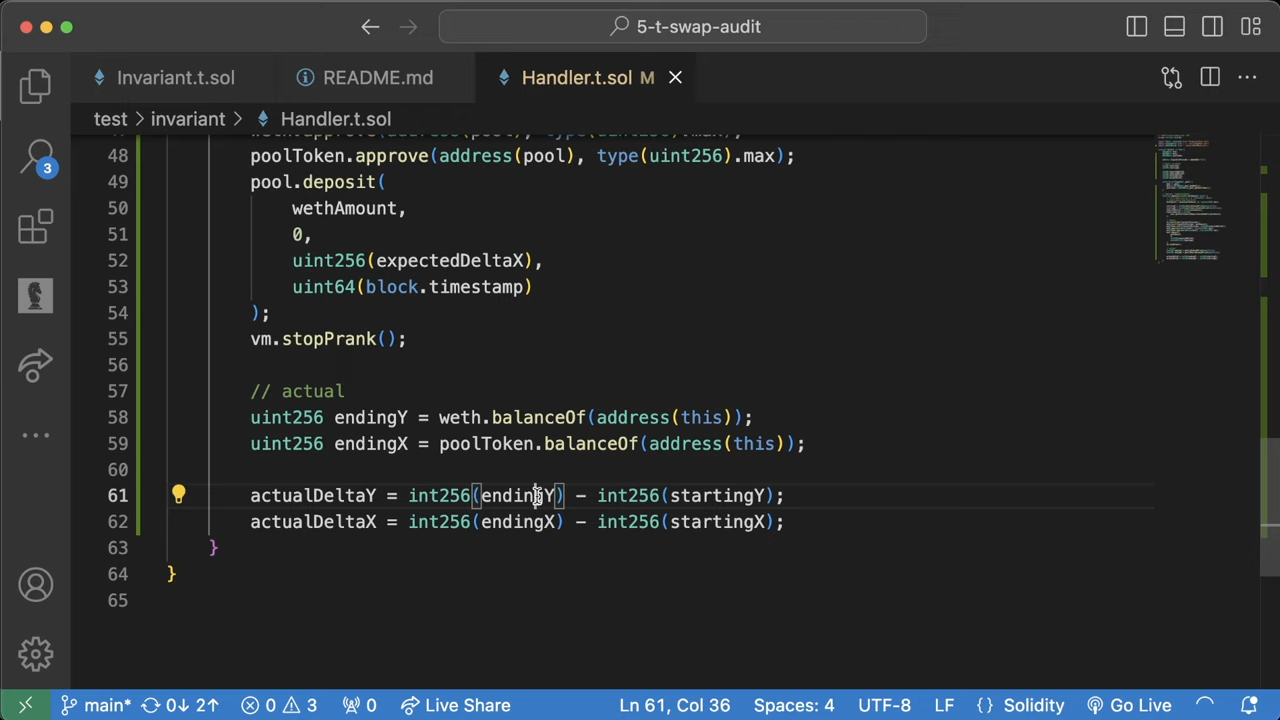 5-t-swap-audit
Invariant.t.sol
README.md
Handler.t.sol M
test > invariant > Handler.t.sol
3
48 poolToken.approve(address(pool), type(uint256).max);
49 pool.deposit(
50 wethAmount,
51 0,
52 uint256(expectedDeltaX),
53 uint64(block.timestamp)
54 );
55 vm.stopPrank();
56
57 // actual
58 uint256 endingY = weth.balanceOf(address(this));
59 uint256 endingX = poolToken.balanceOf(address(this));
60
61 actualDeltaY = int256(endingY) - int256(startingY);
62 actualDeltaX = int256(endingX) - int256(startingX);
63 }
64 }
65
main* 0↓ 2↑ 0 3 0 Live Share Ln 61, Col 36 Spaces: 4 UTF-8 LF {} Solidity Go Live